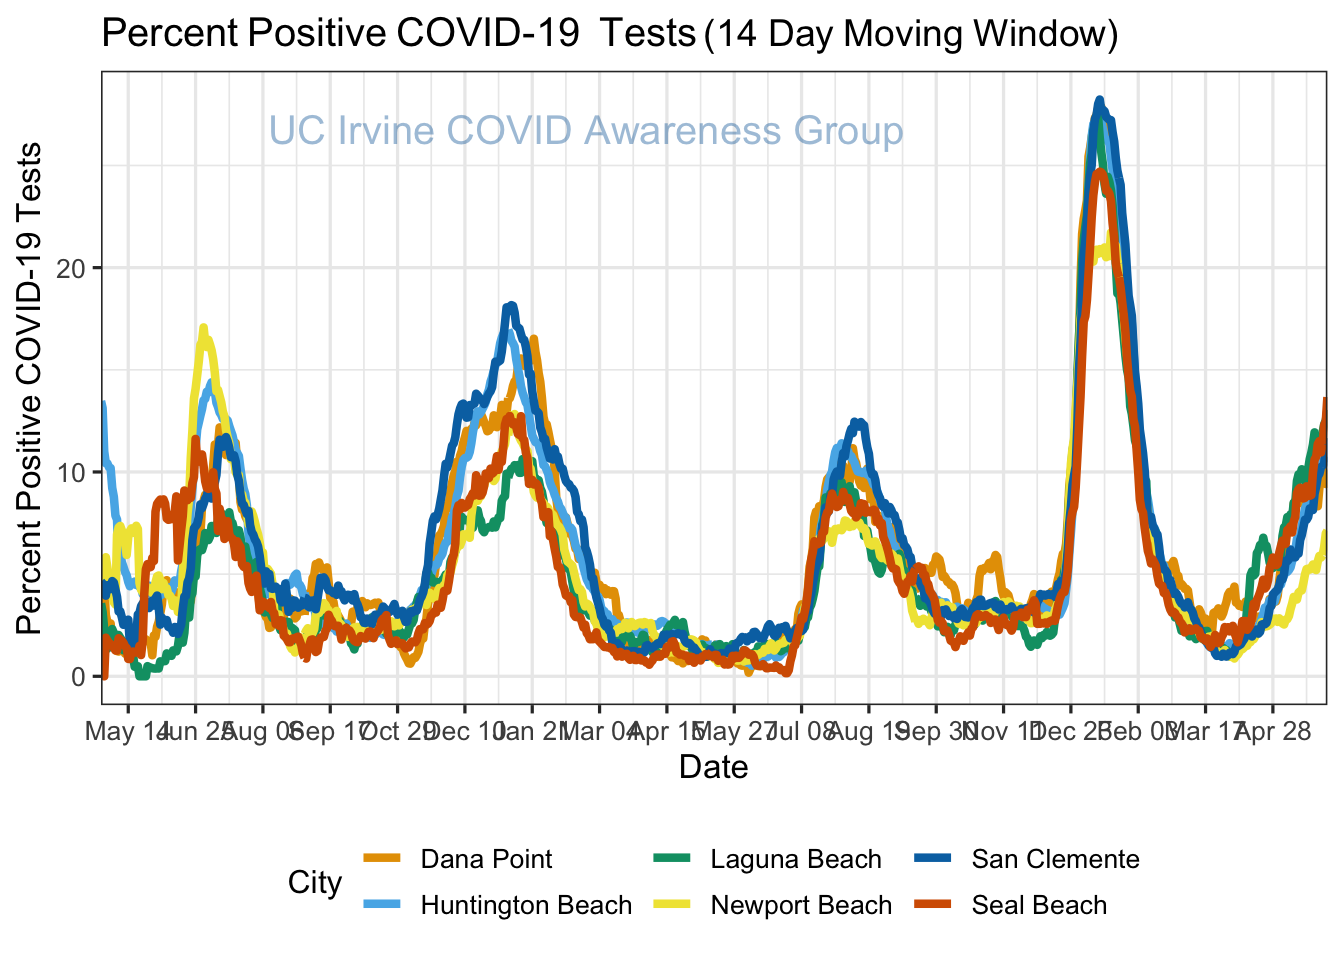 Percent Positive COVID-19 Tests (14 Day Moving Window)
UC Irvine COVID Awareness Group
Percent Positive COVID-19 Tests
20
10
0
May 14 Jun 25 Aug 06 Sep 17 Oct 29 Dec 10 Jan 21 Mar 04 Apr 15 May 27 Jul 08 Aug 19 Sep 30 Nov 11 Dec 23 Feb 03 Mar 17 Apr 28
Date
City
Dana Point Laguna Beach San Clemente
Huntington Beach Newport Beach Seal Beach